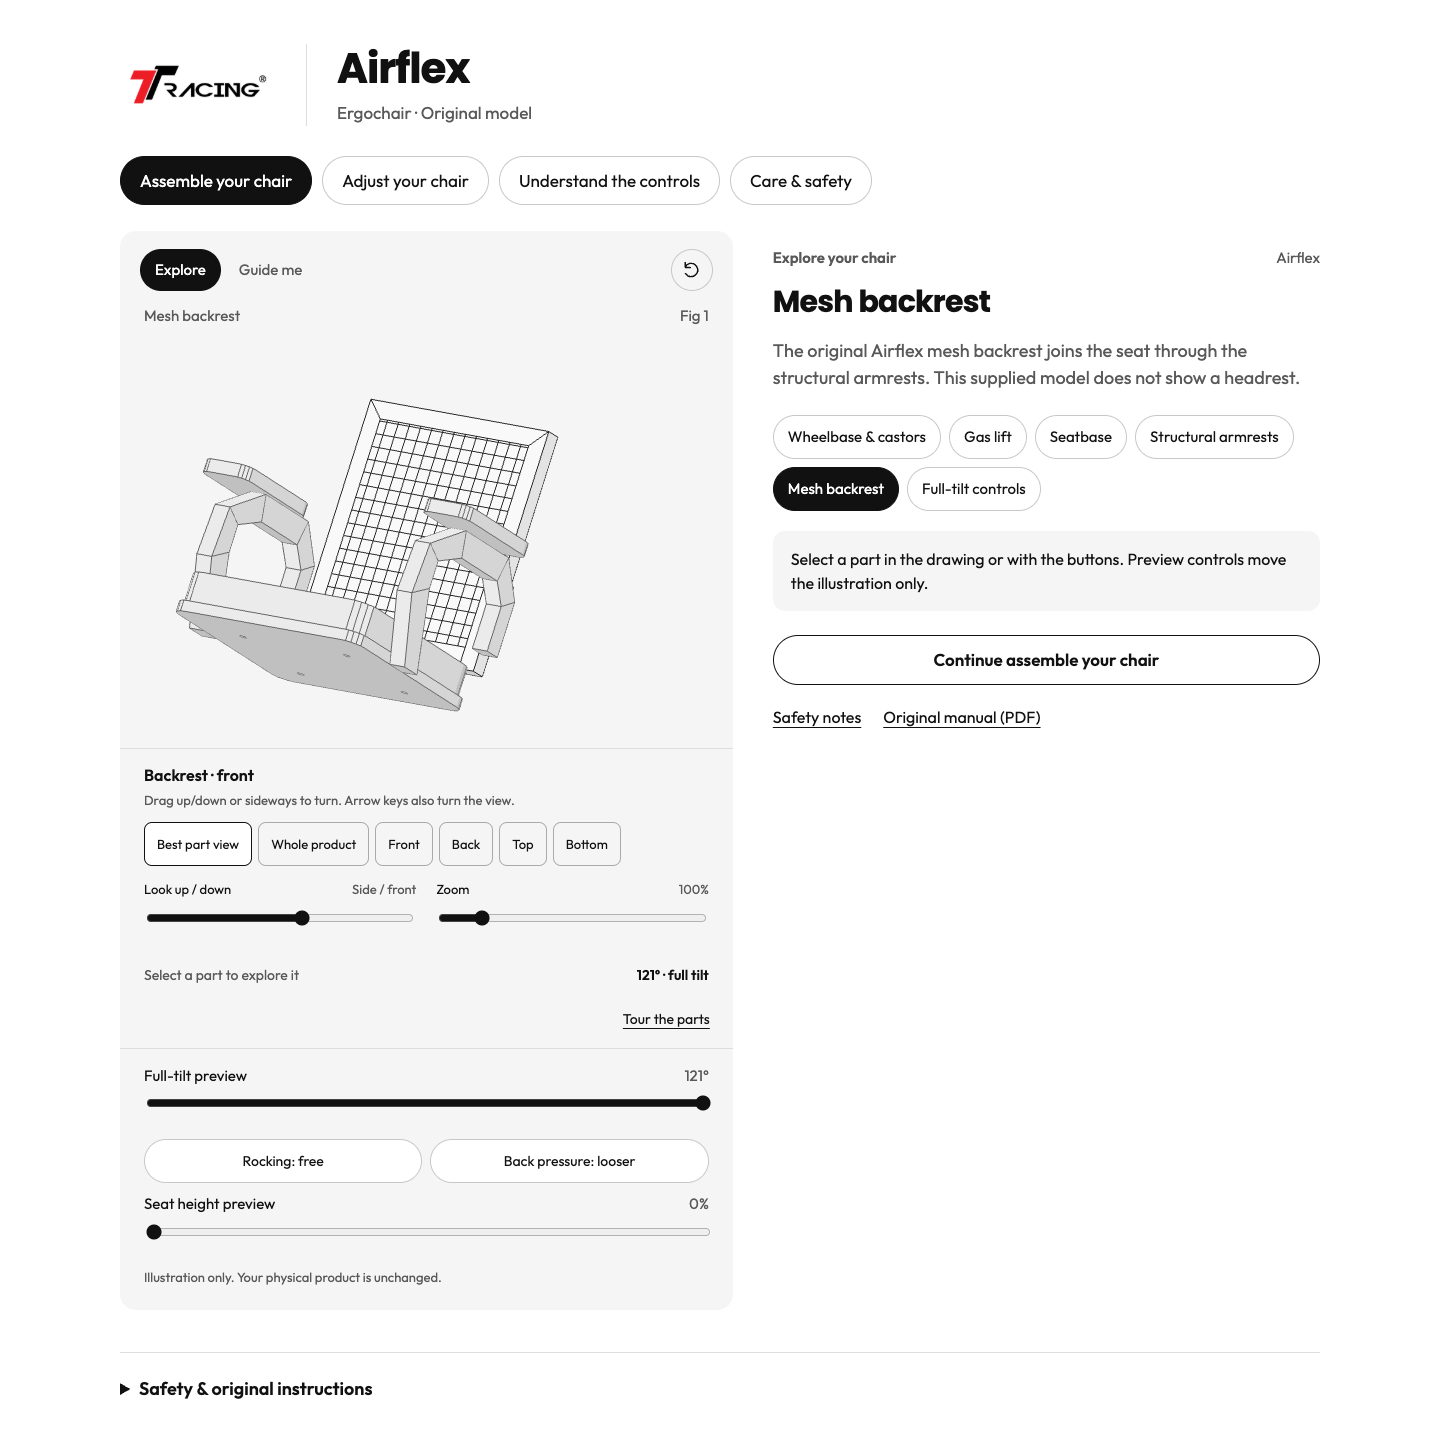 TTRACING®
Airflex
Ergochair · Original model
Assemble your chair
Adjust your chair
Understand the controls
Care & safety
Explore
Guide me
Mesh backrest
Fig 1
Backrest · front
Drag up/down or sideways to turn. Arrow keys also turn the view.
Best part view
Whole product
Front
Back
Top
Bottom
Look up / down
Side / front
Zoom
100%
Select a part to explore it
121° · full tilt
Tour the parts
Full-tilt preview
121°
Rocking: free
Back pressure: looser
Seat height preview
0%
Illustration only. Your physical product is unchanged.
Explore your chair
Airflex
Mesh backrest
The original Airflex mesh backrest joins the seat through the
structural armrests. This supplied model does not show a headrest.
Wheelbase & castors
Gas lift
Seatbase
Structural armrests
Mesh backrest
Full-tilt controls
Select a part in the drawing or with the buttons. Preview controls move
the illustration only.
Continue assemble your chair
Safety notes
Original manual (PDF)
Safety & original instructions